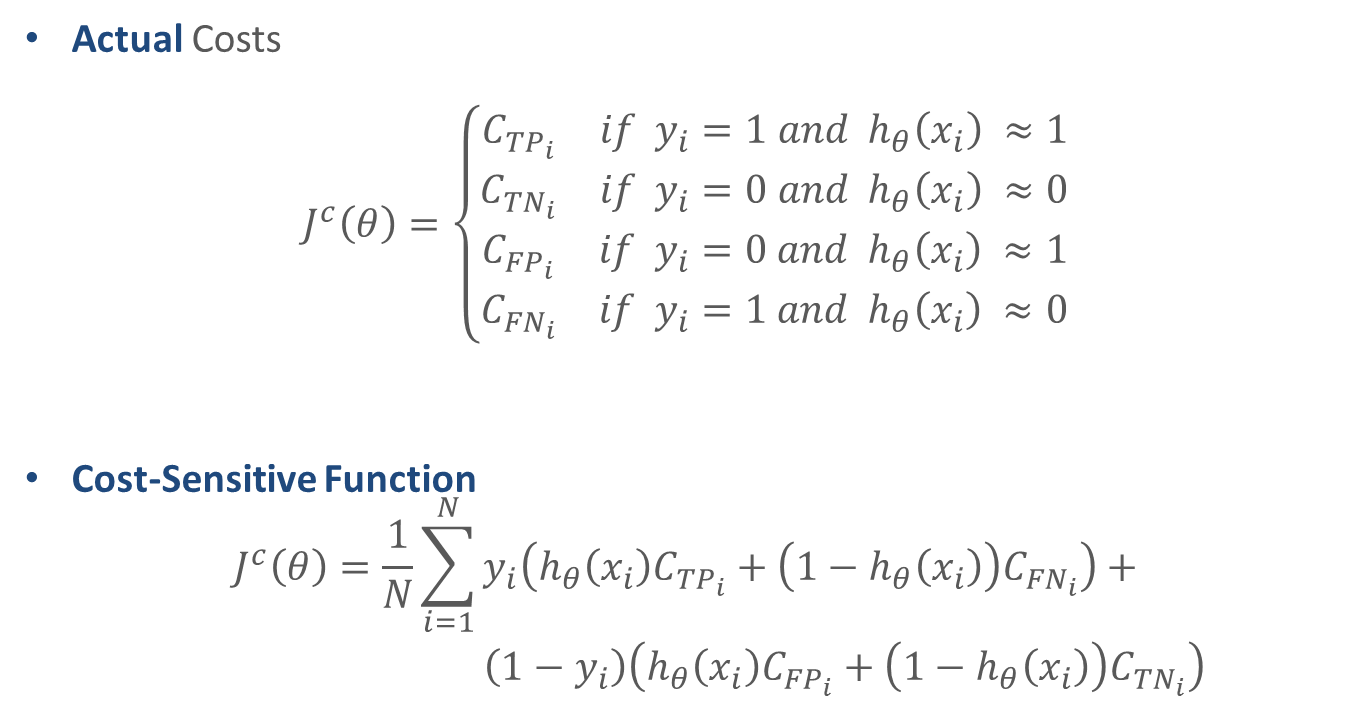 • Actual Costs
J^c(θ) = {
C_{TP_i} if y_i = 1 and h_θ(x_i) ≈ 1
C_{TN_i} if y_i = 0 and h_θ(x_i) ≈ 0
C_{FP_i} if y_i = 0 and h_θ(x_i) ≈ 1
C_{FN_i} if y_i = 1 and h_θ(x_i) ≈ 0
• Cost-Sensitive Function
J^c(θ) = \frac{1}{N} \sum_{i=1}^{N} y_i(h_θ(x_i)C_{TP_i} + (1 − h_θ(x_i))C_{FN_i}) +
(1 − y_i)(h_θ(x_i)C_{FP_i} + (1 − h_θ(x_i))C_{TN_i})